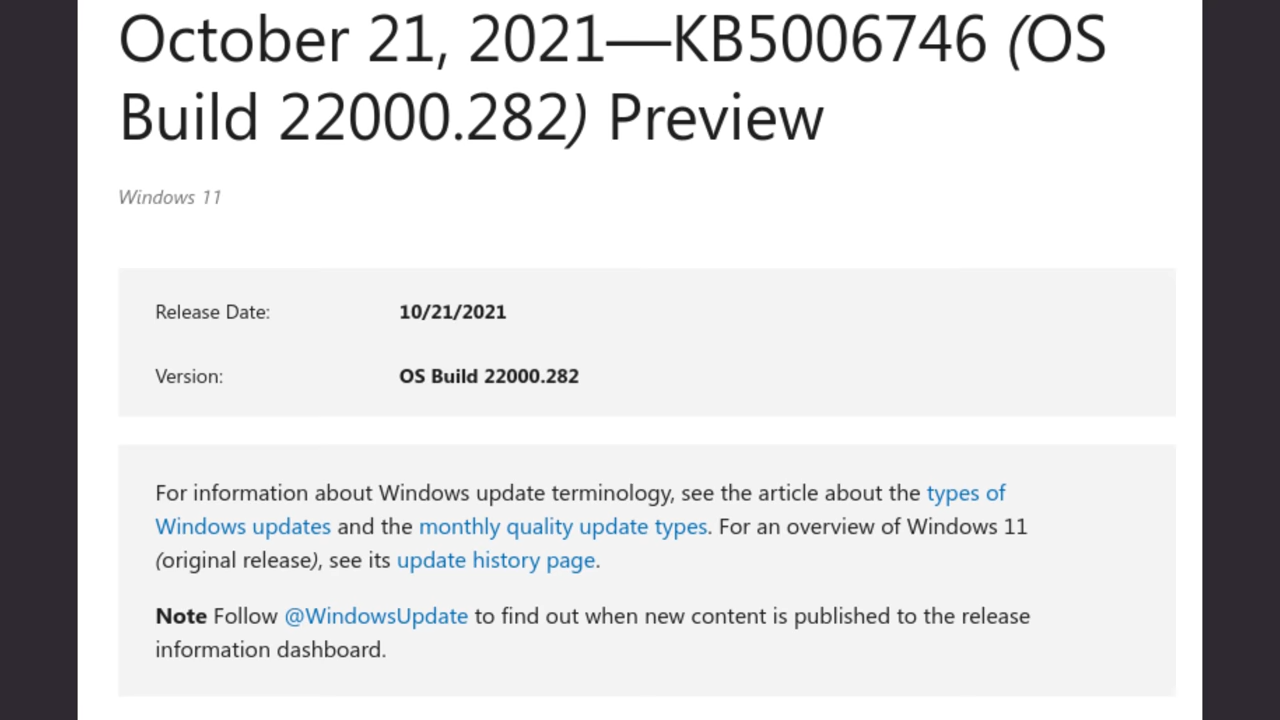 October 21, 2021—KB5006746 (OS
Build 22000.282) Preview
Windows 11
Release Date: 10/21/2021
Version: OS Build 22000.282
For information about Windows update terminology, see the article about the types of
Windows updates and the monthly quality update types. For an overview of Windows 11
(original release), see its update history page.
Note Follow @WindowsUpdate to find out when new content is published to the release
information dashboard.